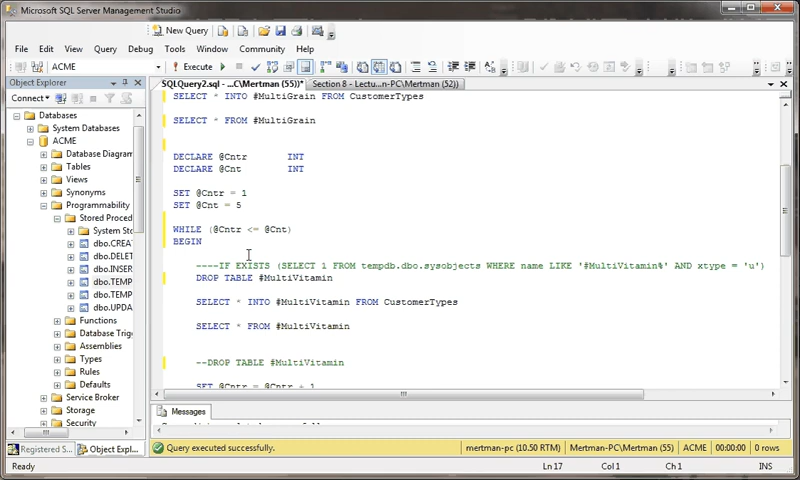 Microsoft SQL Server Management Studio
New Query
File Edit View Query Debug Tools Window Community Help
ACME
Execute
Object Explorer
Connect
Databases
System Databases
ACME
Database Diagram
Tables
Views
Synonyms
Programmability
Stored Proced
System Sto
dbo.CREA
dbo.DELET
dbo.INSER
dbo.TEMP
dbo.TEMP
dbo.UPDA
Functions
Database Trig
Assemblies
Types
Rules
Defaults
Service Broker
Storage
Security
Registered S...
Object Expl...
SQLQuery2.sql - ...C\Mertman (55))*
Section 8 - Lectu...n-PC\Mertman (52))
SELECT * INTO #MultiGrain FROM CustomerTypes
SELECT * FROM #MultiGrain
DECLARE @Cntr INT
DECLARE @Cnt INT
SET @Cntr = 1
SET @Cnt = 5
WHILE (@Cntr <= @Cnt)
BEGIN
----IF EXISTS (SELECT 1 FROM tempdb.dbo.sysobjects WHERE name LIKE '#MultiVitamin%' AND xtype = 'u')
DROP TABLE #MultiVitamin
SELECT * INTO #MultiVitamin FROM CustomerTypes
SELECT * FROM #MultiVitamin
--DROP TABLE #MultiVitamin
SET @Cntr = @Cntr + 1
Messages
Query executed successfully.
mertman-pc (10.50 RTM)
Mertman-PC\Mertman (55)
ACME
00:00:00
0 rows
Ready
Ln 17
Col 1
Ch 1
INS